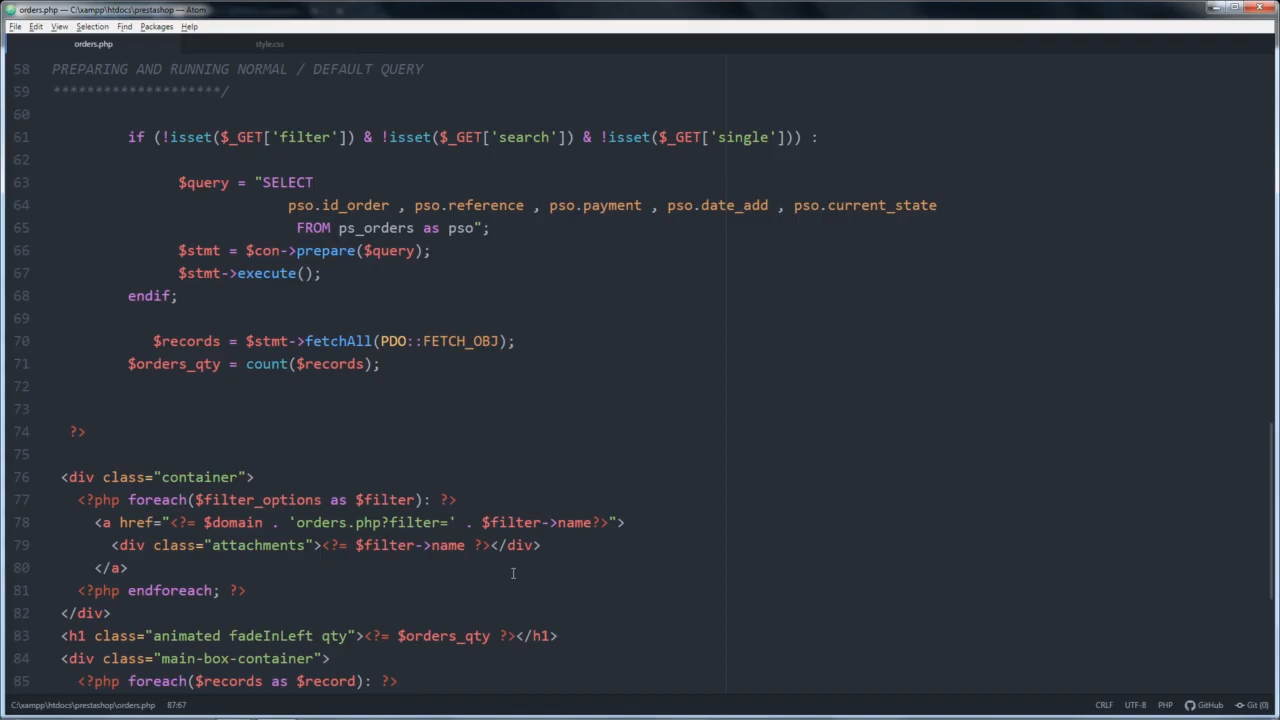 orders.php — C:\xampp\htdocs\prestashop — Atom
File Edit View Selection Find Packages Help
orders.php style.css
58 PREPARING AND RUNNING NORMAL / DEFAULT QUERY
59 ********************/
60
61 if (!isset($_GET['filter']) & !isset($_GET['search']) & !isset($_GET['single'])) :
62
63 $query = "SELECT
64 pso.id_order , pso.reference , pso.payment , pso.date_add , pso.current_state
65 FROM ps_orders as pso";
66 $stmt = $con->prepare($query);
67 $stmt->execute();
68 endif;
69
70 $records = $stmt->fetchAll(PDO::FETCH_OBJ);
71 $orders_qty = count($records);
72
73
74 ?>
75
76 <div class="container">
77 <?php foreach($filter_options as $filter): ?>
78 <a href="<?= $domain . 'orders.php?filter=' . $filter->name?>">
79 <div class="attachments"><?= $filter->name ?></div>
80 </a>
81 <?php endforeach; ?>
82 </div>
83 <h1 class="animated fadeInLeft qty"><?= $orders_qty ?></h1>
84 <div class="main-box-container">
85 <?php foreach($records as $record): ?>
C:\xampp\htdocs\prestashop\orders.php 87:67 CRLF UTF-8 PHP GitHub Git (0)